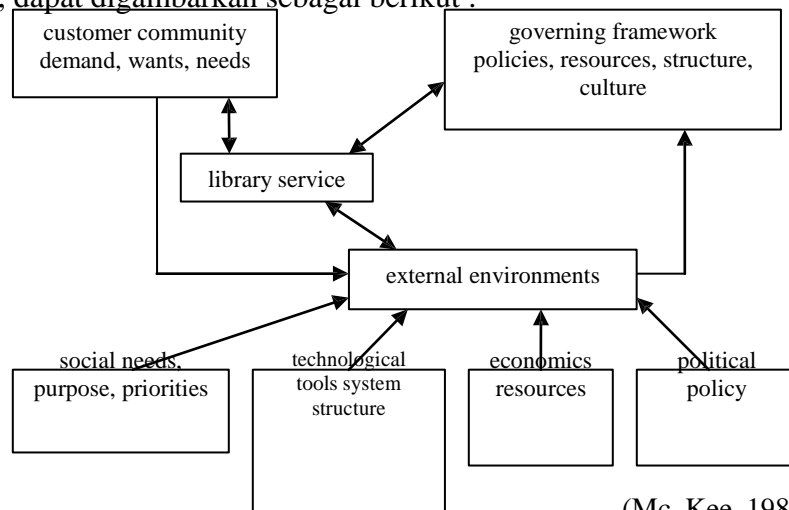 dapat digambarkan sebagai berikut :
customer community
demand, wants, needs
governing framework
policies, resources, structure,
culture
library service
external environments
social needs,
purpose, priorities
technological
tools system
structure
economics
resources
political
policy
(Mc. Kee, 198